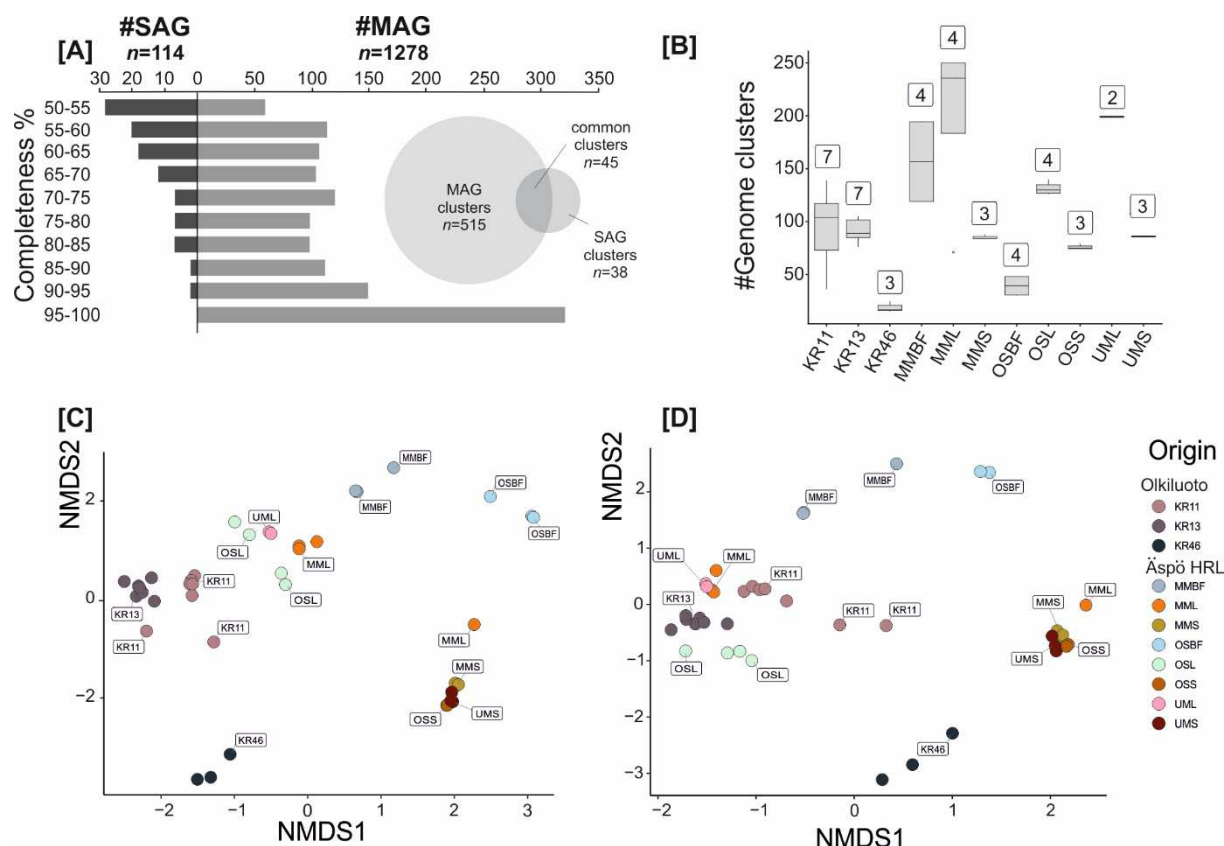 [A]
#SAG
n=114
#MAG
n=1278
30 20 10 0 50 100 150 200 250 300 350
Completeness %
50-55
55-60
60-65
65-70
70-75
75-80
80-85
85-90
90-95
95-100
common
clusters
n=45
MAG
clusters
n=515
SAG
clusters
n=38
[B]
#Genome clusters
250
200
150
100
50
7
7
3
4
4
3
4
4
3
2
3
KR11
KR13
KR46
MMBF
MML
MMS
OSBF
OSL
OSS
UML
UMS
[C]
NMDS2
2
0
−2
MMBF
MMBF
OSBF
OSBF
UML
OSL
MML
OSL
KR11
KR13
KR11
KR11
MML
MMS
OSS
UMS
KR46
−2 −1 0 1 2 3
NMDS1
[D]
NMDS2
2
1
0
−1
−2
−3
MMBF
MMBF
OSBF
UML
MML
KR11
KR13
KR11
KR11
MML
MMS
OSL
OSL
UMS
OSS
KR46
−2 −1 0 1 2
NMDS1
Origin
Olkiluoto
KR11
KR13
KR46
Äspö HRL
MMBF
MML
MMS
OSBF
OSL
OSS
UML
UMS